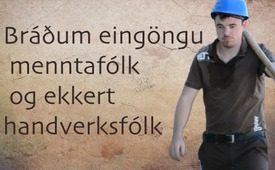 Bráðum eingöngu
menntafólk
og ekkert
handverksfólk